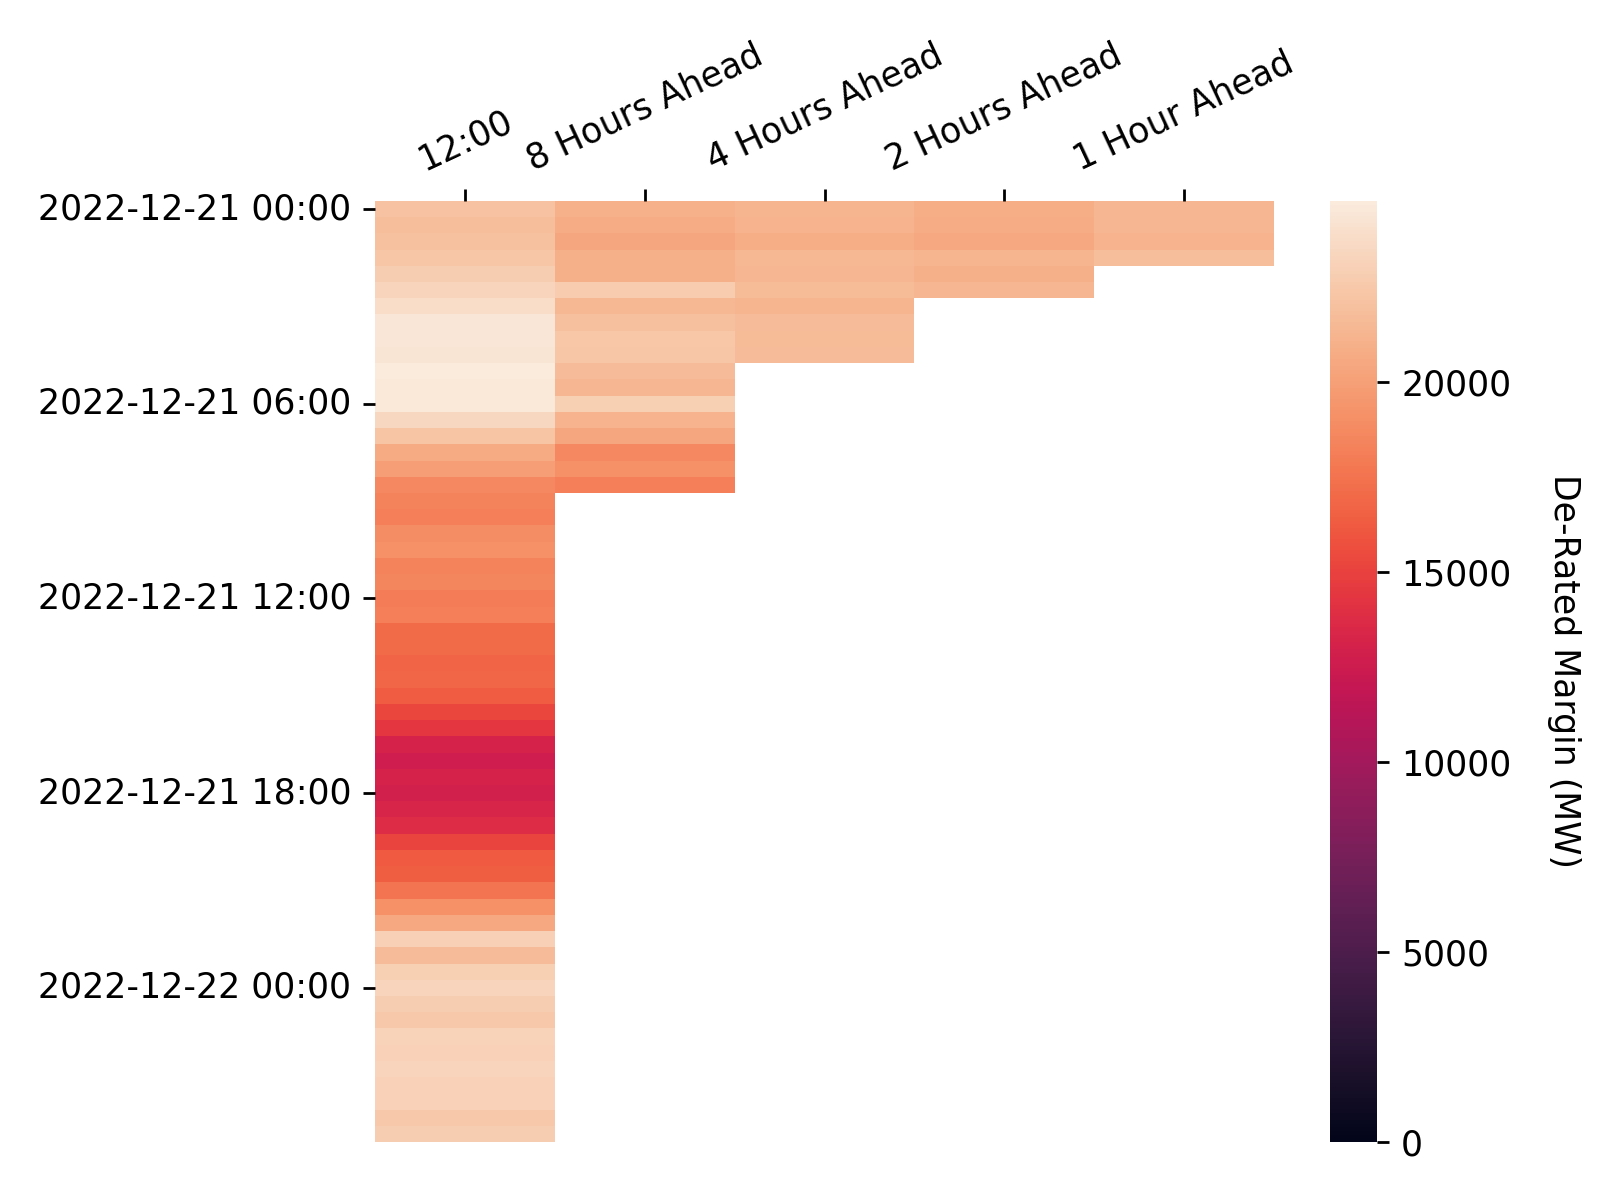 12:00
8 Hours Ahead
4 Hours Ahead
2 Hours Ahead
1 Hour Ahead
2022-12-21 00:00
2022-12-21 06:00
2022-12-21 12:00
2022-12-21 18:00
2022-12-22 00:00
20000
15000
10000
5000
0
De-Rated Margin (MW)